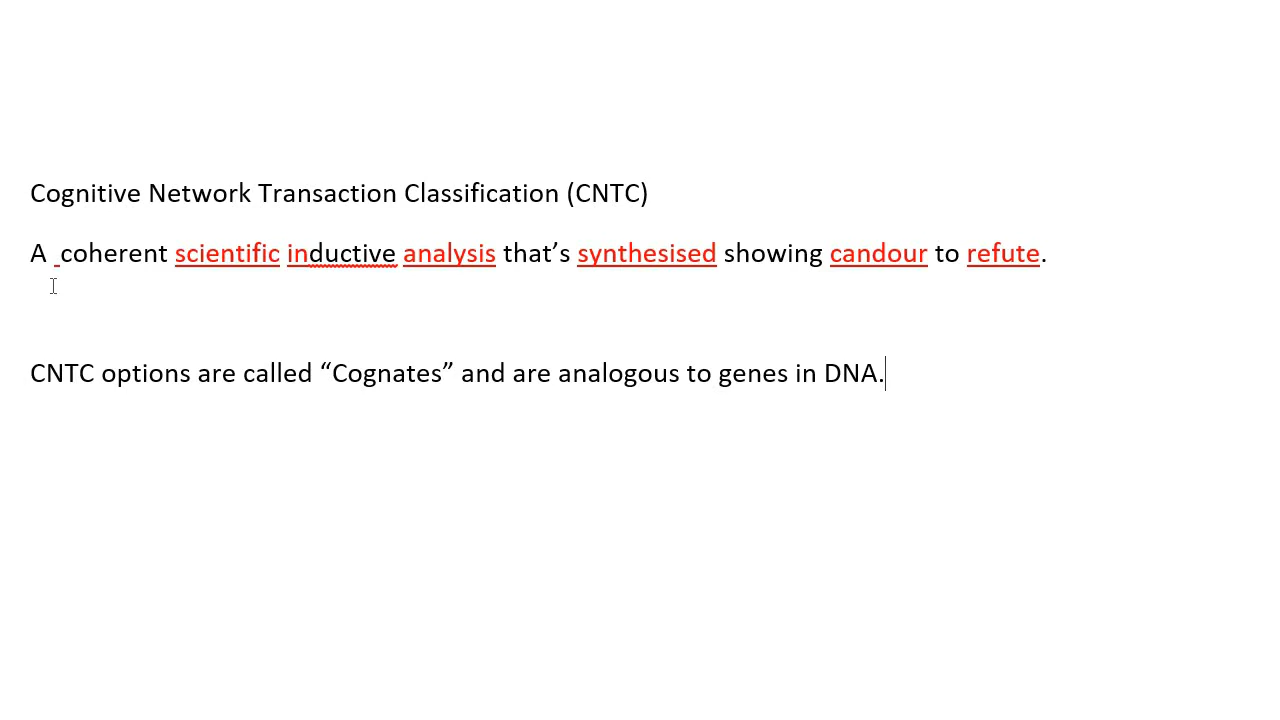 Cognitive Network Transaction Classification (CNTC)
A coherent scientific inductive analysis that’s synthesised showing candour to refute.
CNTC options are called “Cognates” and are analogous to genes in DNA.